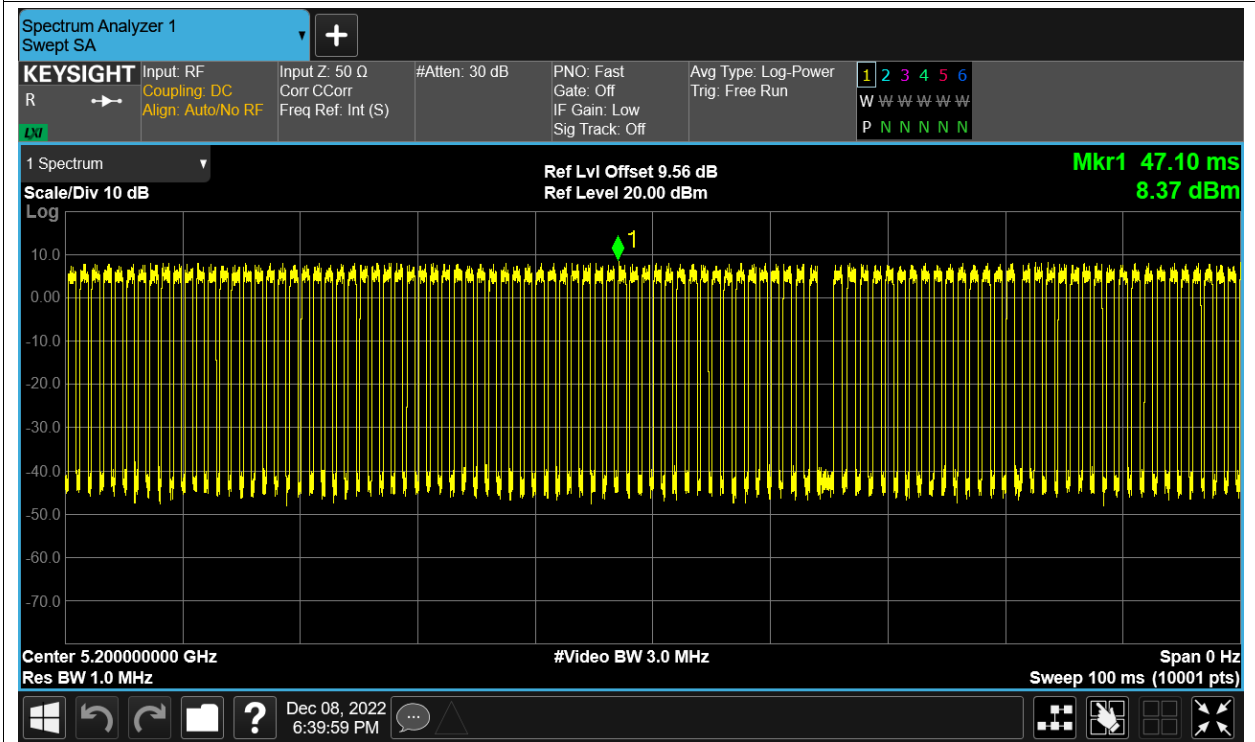 Spectrum Analyzer 1
Swept SA
+
KEYSIGHT Input: RF Input Z: 50 Ω #Atten: 30 dB PNO: Fast Avg Type: Log-Power 1 2 3 4 5 6
R Coupling: DC Corr CCorr Gate: Off Trig: Free Run W W W W W W
Align: Auto/No RF Freq Ref: Int (S) IF Gain: Low
LXI Sig Track: Off P N N N N N
1 Spectrum Ref Lvl Offset 9.56 dB Mkr1 47.10 ms
Scale/Div 10 dB Ref Level 20.00 dBm 8.37 dBm
Log
1
10.0
0.00
-10.0
-20.0
-30.0
-40.0
-50.0
-60.0
-70.0
Center 5.200000000 GHz #Video BW 3.0 MHz Span 0 Hz
Res BW 1.0 MHz Sweep 100 ms (10001 pts)
? Dec 08, 2022
6:39:59 PM